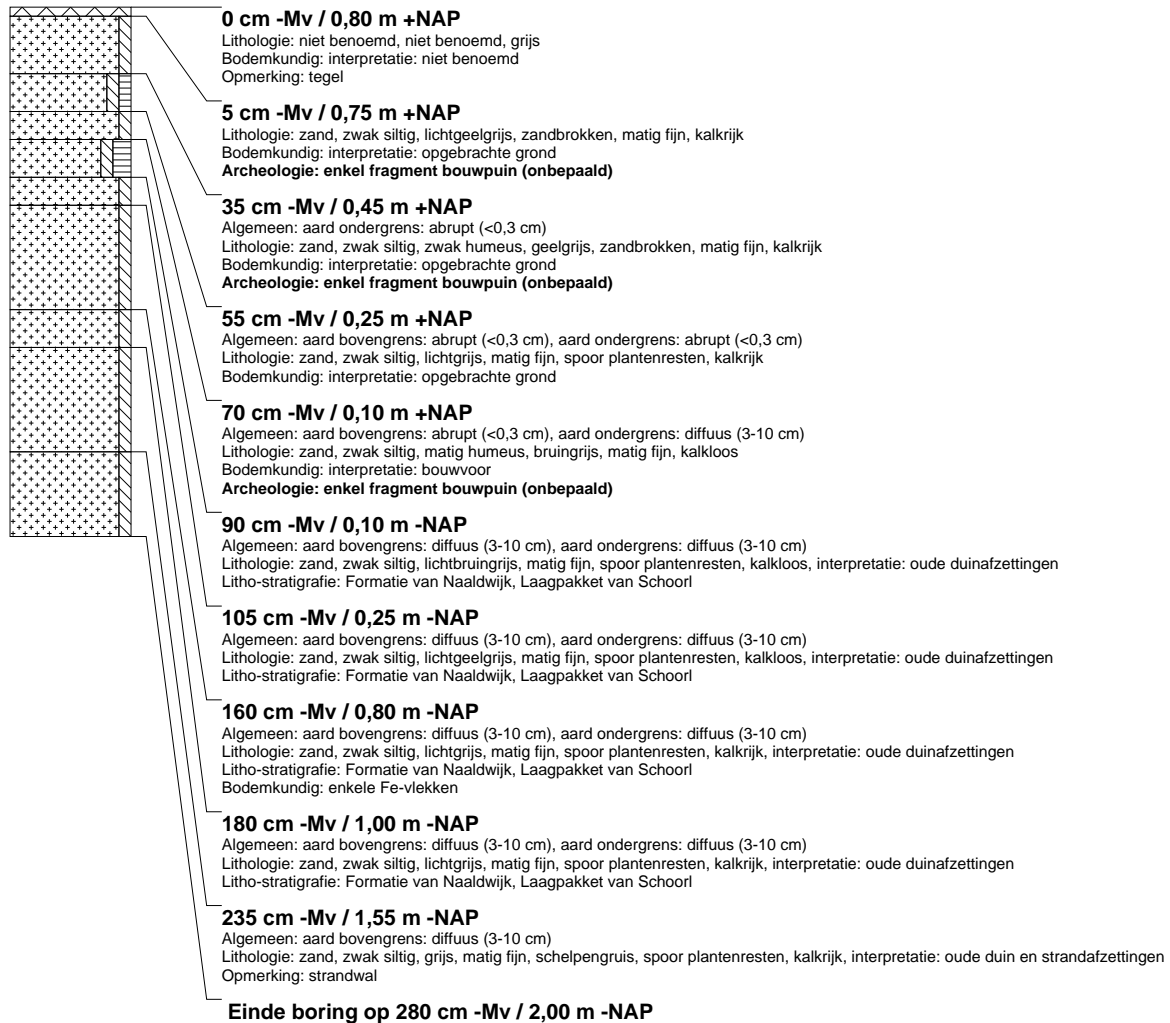 0 cm -Mv / 0,80 m +NAP
Lithologie: niet benoemd, niet benoemd, grijs
Bodemkundig: interpretatie: niet benoemd
Opmerking: tegel
5 cm -Mv / 0,75 m +NAP
Lithologie: zand, zwak siltig, lichtgeelgrijs, zandbrokken, matig fijn, kalkrijk
Bodemkundig: interpretatie: opgebrachte grond
Archeologie: enkel fragment bouwpuin (onbepaald)
35 cm -Mv / 0,45 m +NAP
Algemeen: aard ondergrens: abrupt (<0,3 cm)
Lithologie: zand, zwak siltig, zwak humeus, geelgrijs, zandbrokken, matig fijn, kalkrijk
Bodemkundig: interpretatie: opgebrachte grond
Archeologie: enkel fragment bouwpuin (onbepaald)
55 cm -Mv / 0,25 m +NAP
Algemeen: aard bovengrens: abrupt (<0,3 cm), aard ondergrens: abrupt (<0,3 cm)
Lithologie: zand, zwak siltig, lichtgrijs, matig fijn, spoor plantenresten, kalkrijk
Bodemkundig: interpretatie: opgebrachte grond
70 cm -Mv / 0,10 m +NAP
Algemeen: aard bovengrens: abrupt (<0,3 cm), aard ondergrens: diffuus (3-10 cm)
Lithologie: zand, zwak siltig, matig humeus, bruingrijs, matig fijn, kalkloos
Bodemkundig: interpretatie: bouwvoor
Archeologie: enkel fragment bouwpuin (onbepaald)
90 cm -Mv / 0,10 m -NAP
Algemeen: aard bovengrens: diffuus (3-10 cm), aard ondergrens: diffuus (3-10 cm)
Lithologie: zand, zwak siltig, lichtbruingrijs, matig fijn, spoor plantenresten, kalkloos, interpretatie: oude duinafzettingen
Litho-stratigrafie: Formatie van Naaldwijk, Laagpakket van Schoorl
105 cm -Mv / 0,25 m -NAP
Algemeen: aard bovengrens: diffuus (3-10 cm), aard ondergrens: diffuus (3-10 cm)
Lithologie: zand, zwak siltig, lichtgeelgrijs, matig fijn, spoor plantenresten, kalkloos, interpretatie: oude duinafzettingen
Litho-stratigrafie: Formatie van Naaldwijk, Laagpakket van Schoorl
160 cm -Mv / 0,80 m -NAP
Algemeen: aard bovengrens: diffuus (3-10 cm), aard ondergrens: diffuus (3-10 cm)
Lithologie: zand, zwak siltig, lichtgrijs, matig fijn, spoor plantenresten, kalkrijk, interpretatie: oude duinafzettingen
Litho-stratigrafie: Formatie van Naaldwijk, Laagpakket van Schoorl
Bodemkundig: enkele Fe-vlekken
180 cm -Mv / 1,00 m -NAP
Algemeen: aard bovengrens: diffuus (3-10 cm), aard ondergrens: diffuus (3-10 cm)
Lithologie: zand, zwak siltig, lichtgrijs, matig fijn, spoor plantenresten, kalkrijk, interpretatie: oude duinafzettingen
Litho-stratigrafie: Formatie van Naaldwijk, Laagpakket van Schoorl
235 cm -Mv / 1,55 m -NAP
Algemeen: aard bovengrens: diffuus (3-10 cm)
Lithologie: zand, zwak siltig, grijs, matig fijn, schelpengruis, spoor plantenresten, kalkrijk, interpretatie: oude duin en strandafzettingen
Opmerking: strandwal
Einde boring op 280 cm -Mv / 2,00 m -NAP